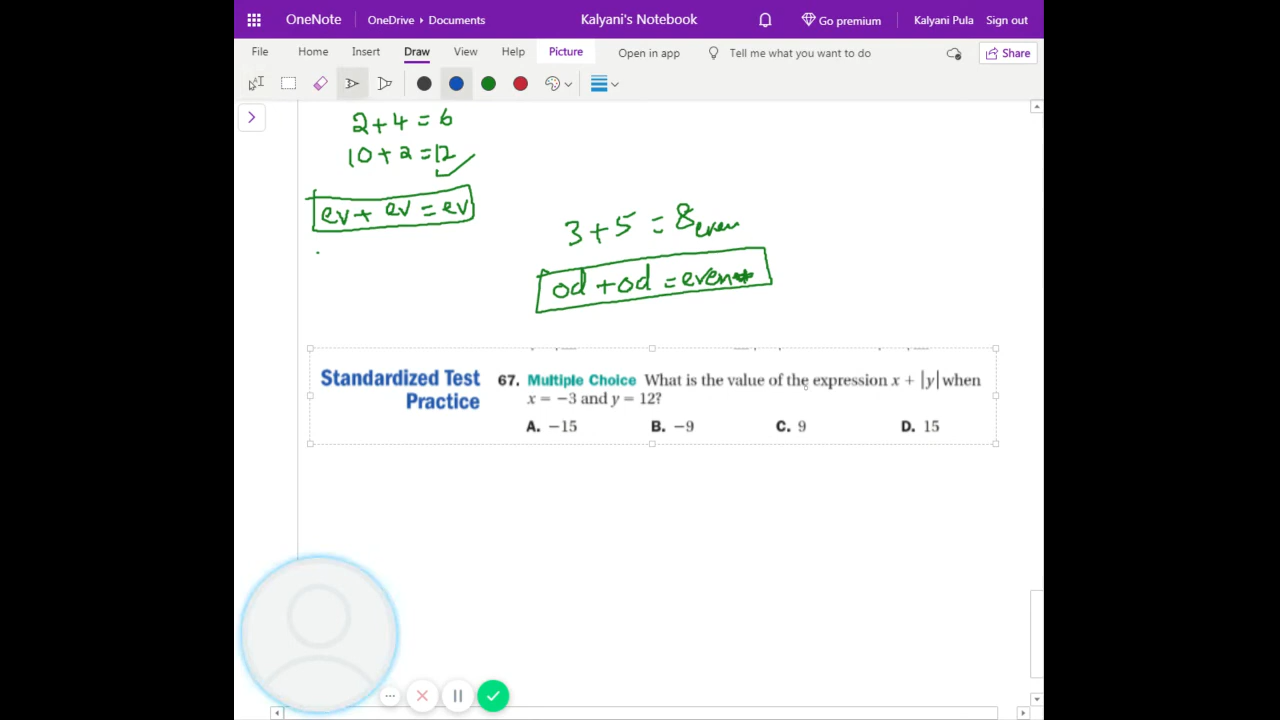 OneNote
OneDrive › Documents
Kalyani's Notebook
Go premium
Kalyani Pula
Sign out
File
Home
Insert
Draw
View
Help
Picture
Open in app
Tell me what you want to do
Share
2 + 4 = 6
10 + 2 = 12
ev + ev = ev
3 + 5 = 8 even
od + od = even
Standardized Test
Practice
67. Multiple Choice What is the value of the expression x + |y| when
x = −3 and y = 12?
A. −15
B. −9
C. 9
D. 15